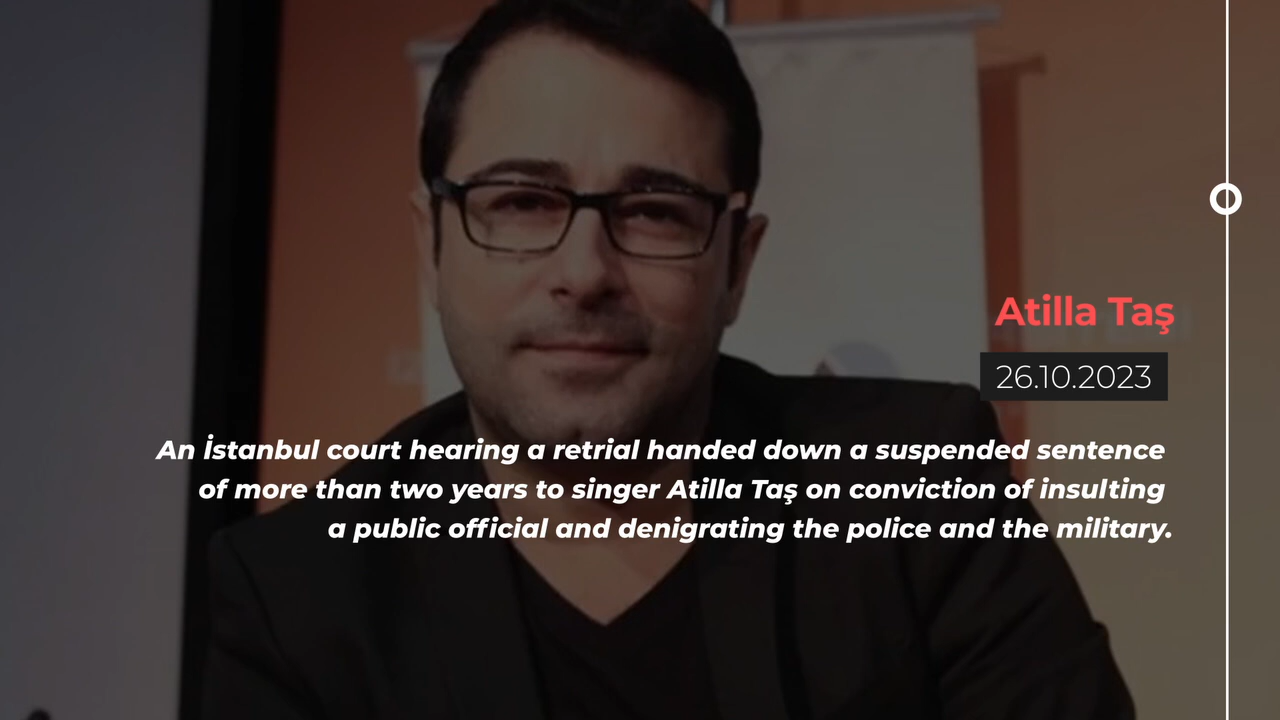 Atilla Taş
26.10.2023
An İstanbul court hearing a retrial handed down a suspended sentence
of more than two years to singer Atilla Taş on conviction of insulting
a public official and denigrating the police and the military.